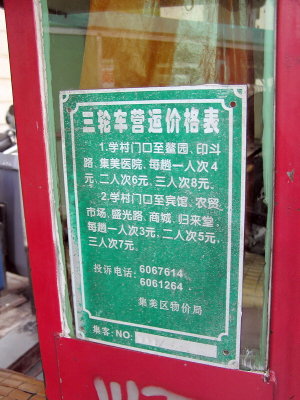 三轮车营运价格表
1.学村门口至鳌园、印斗
路、集美医院,每趟一人次4
元,二人次6元,三人次8元。
2.学村门口至宾馆、农贸
市场、盛光路、商城、归来堂,
每趟一人次3元,二人次5元,
三人次7元。
投诉电话:6067614
6061264
集美区物价局
集客:NO: